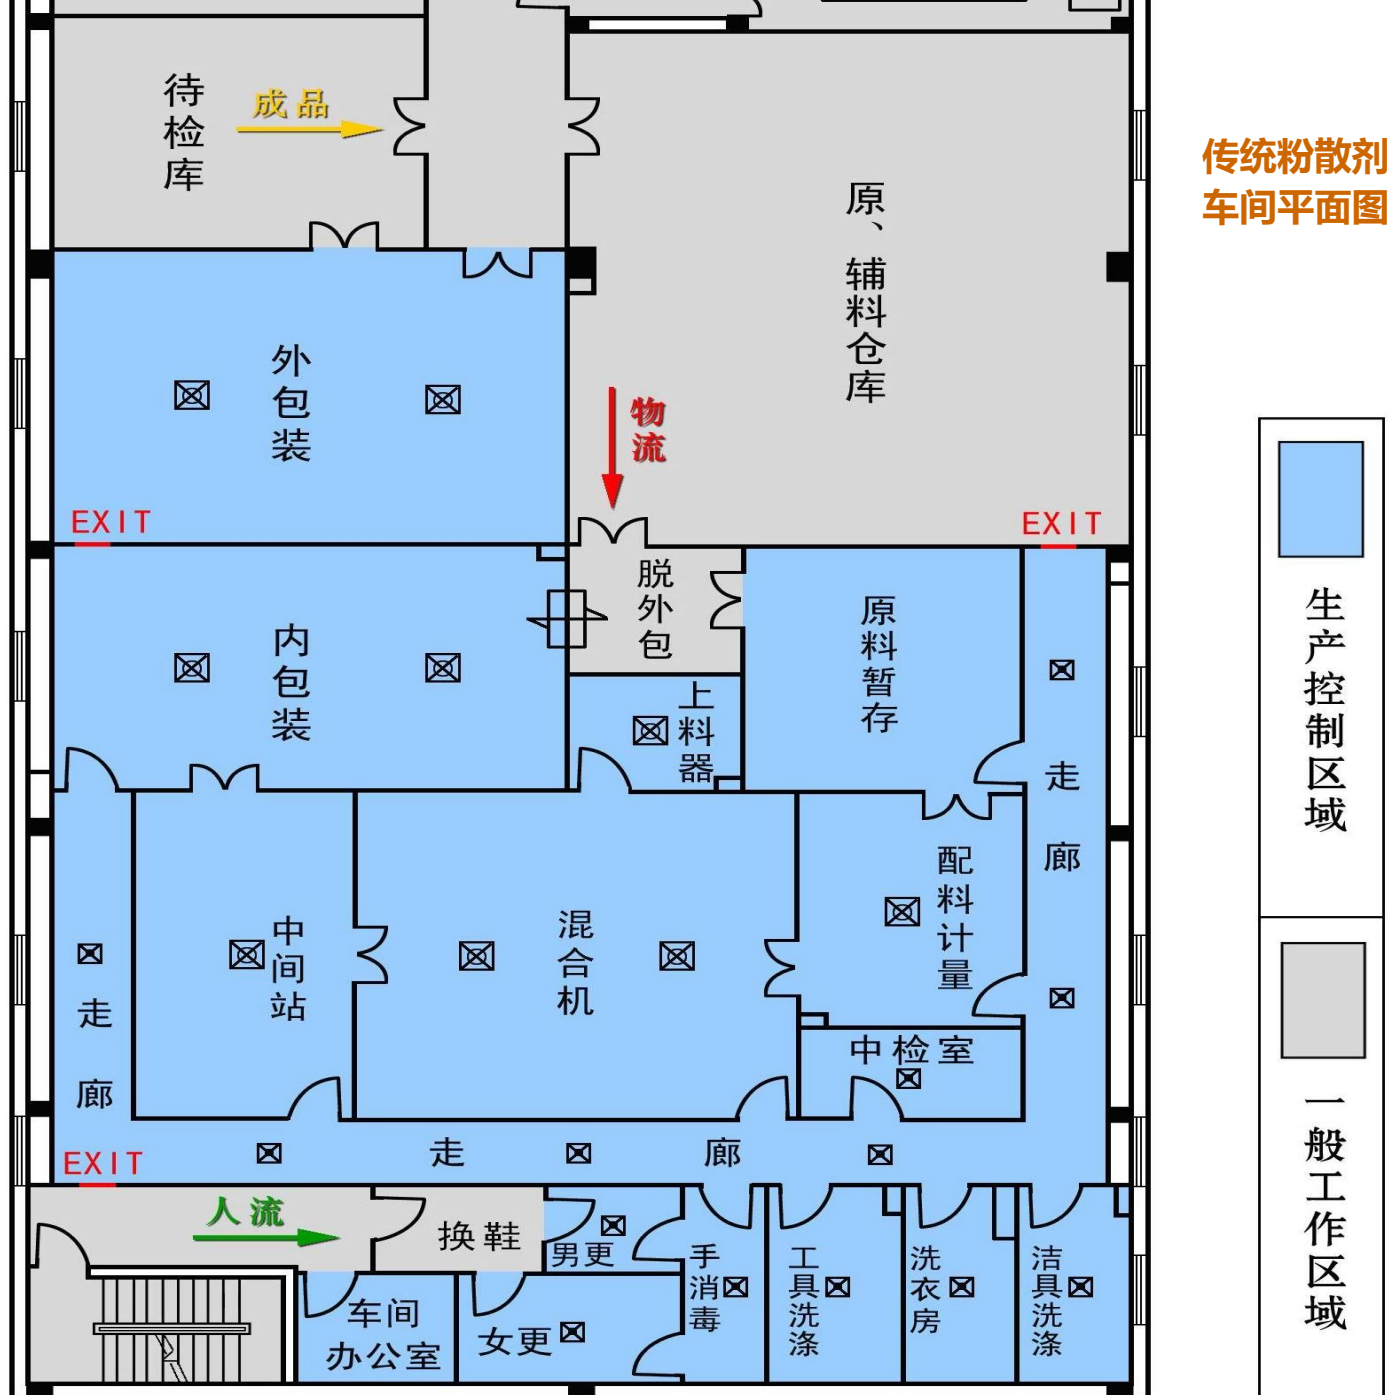 待检库
成品
原、辅料仓库
传统粉散剂
车间平面图
外包装
物流
EXIT
EXIT
脱外包
原料暂存
内包装
上料器
走廊
配料计量
混合机
中间站
走廊
中检室
走廊
EXIT
人流
换鞋
男更
手消毒
工具洗涤
洗衣房
洁具洗涤
车间
办公室
女更
生产控制区域
一般工作区域